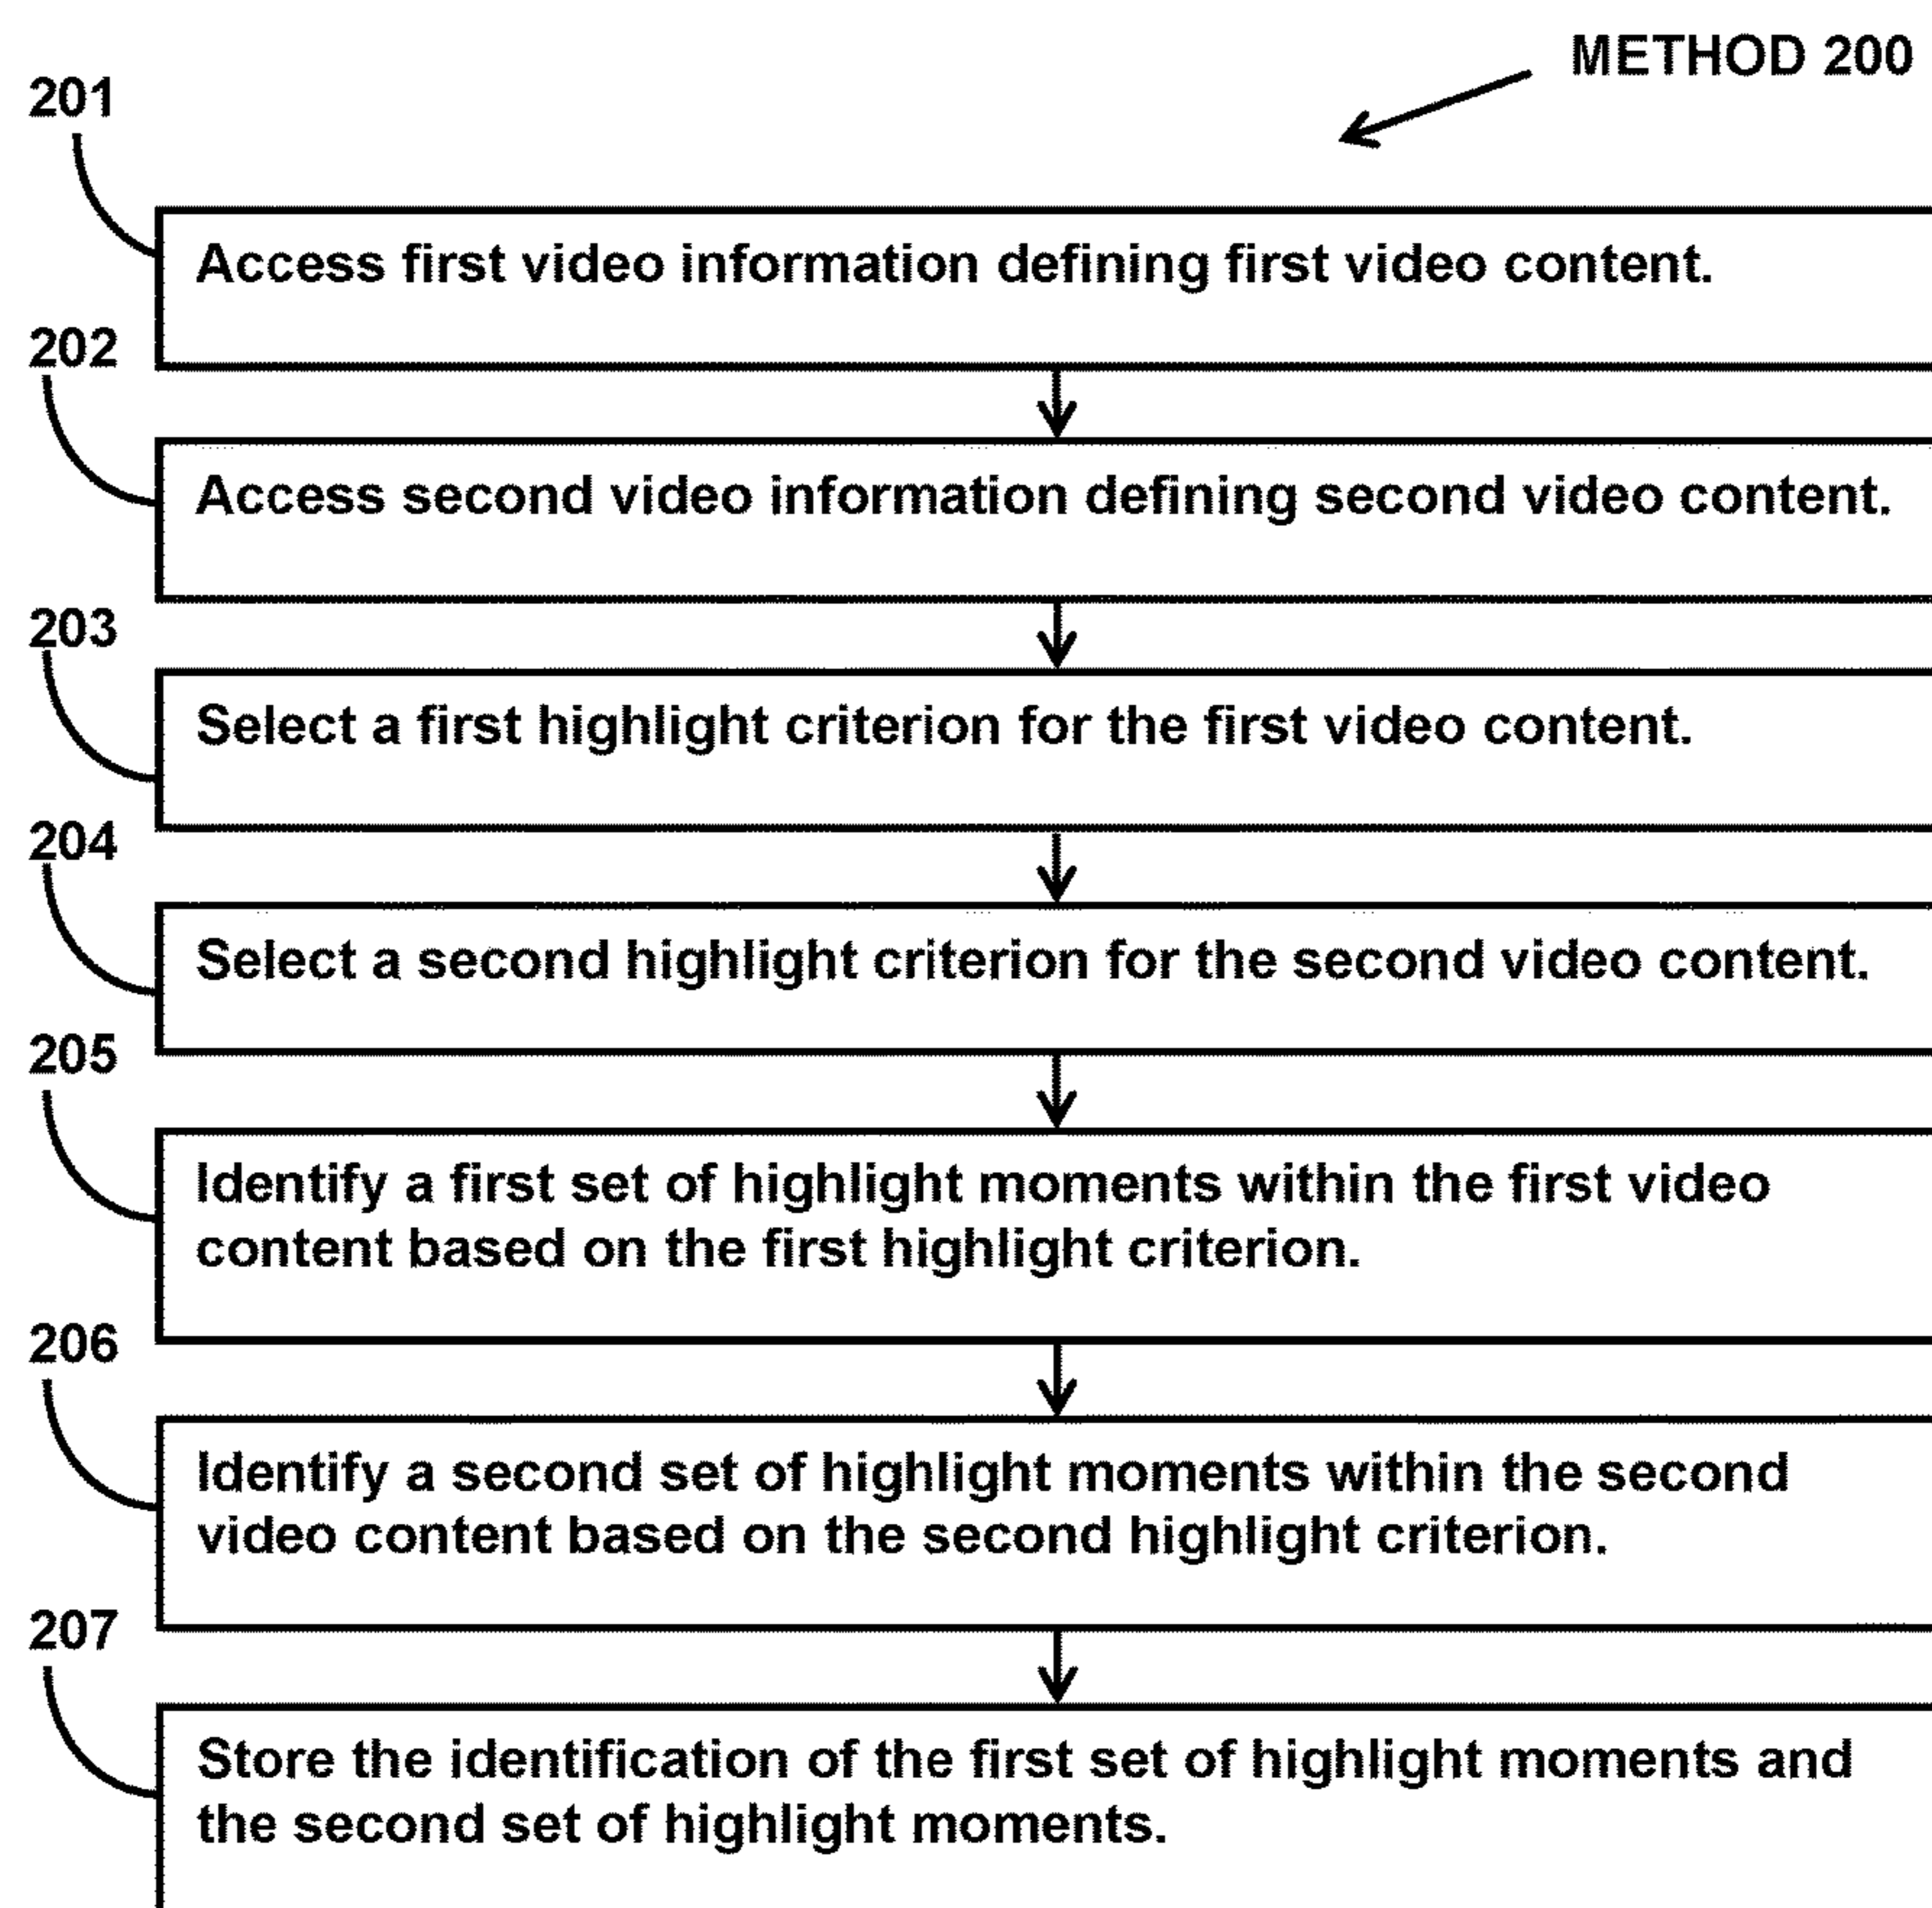 METHOD 200
201
Access first video information defining first video content.
202
Access second video information defining second video content.
203
Select a first highlight criterion for the first video content.
204
Select a second highlight criterion for the second video content.
205
Identify a first set of highlight moments within the first video
content based on the first highlight criterion.
206
Identify a second set of highlight moments within the second
video content based on the second highlight criterion.
207
Store the identification of the first set of highlight moments and
the second set of highlight moments.